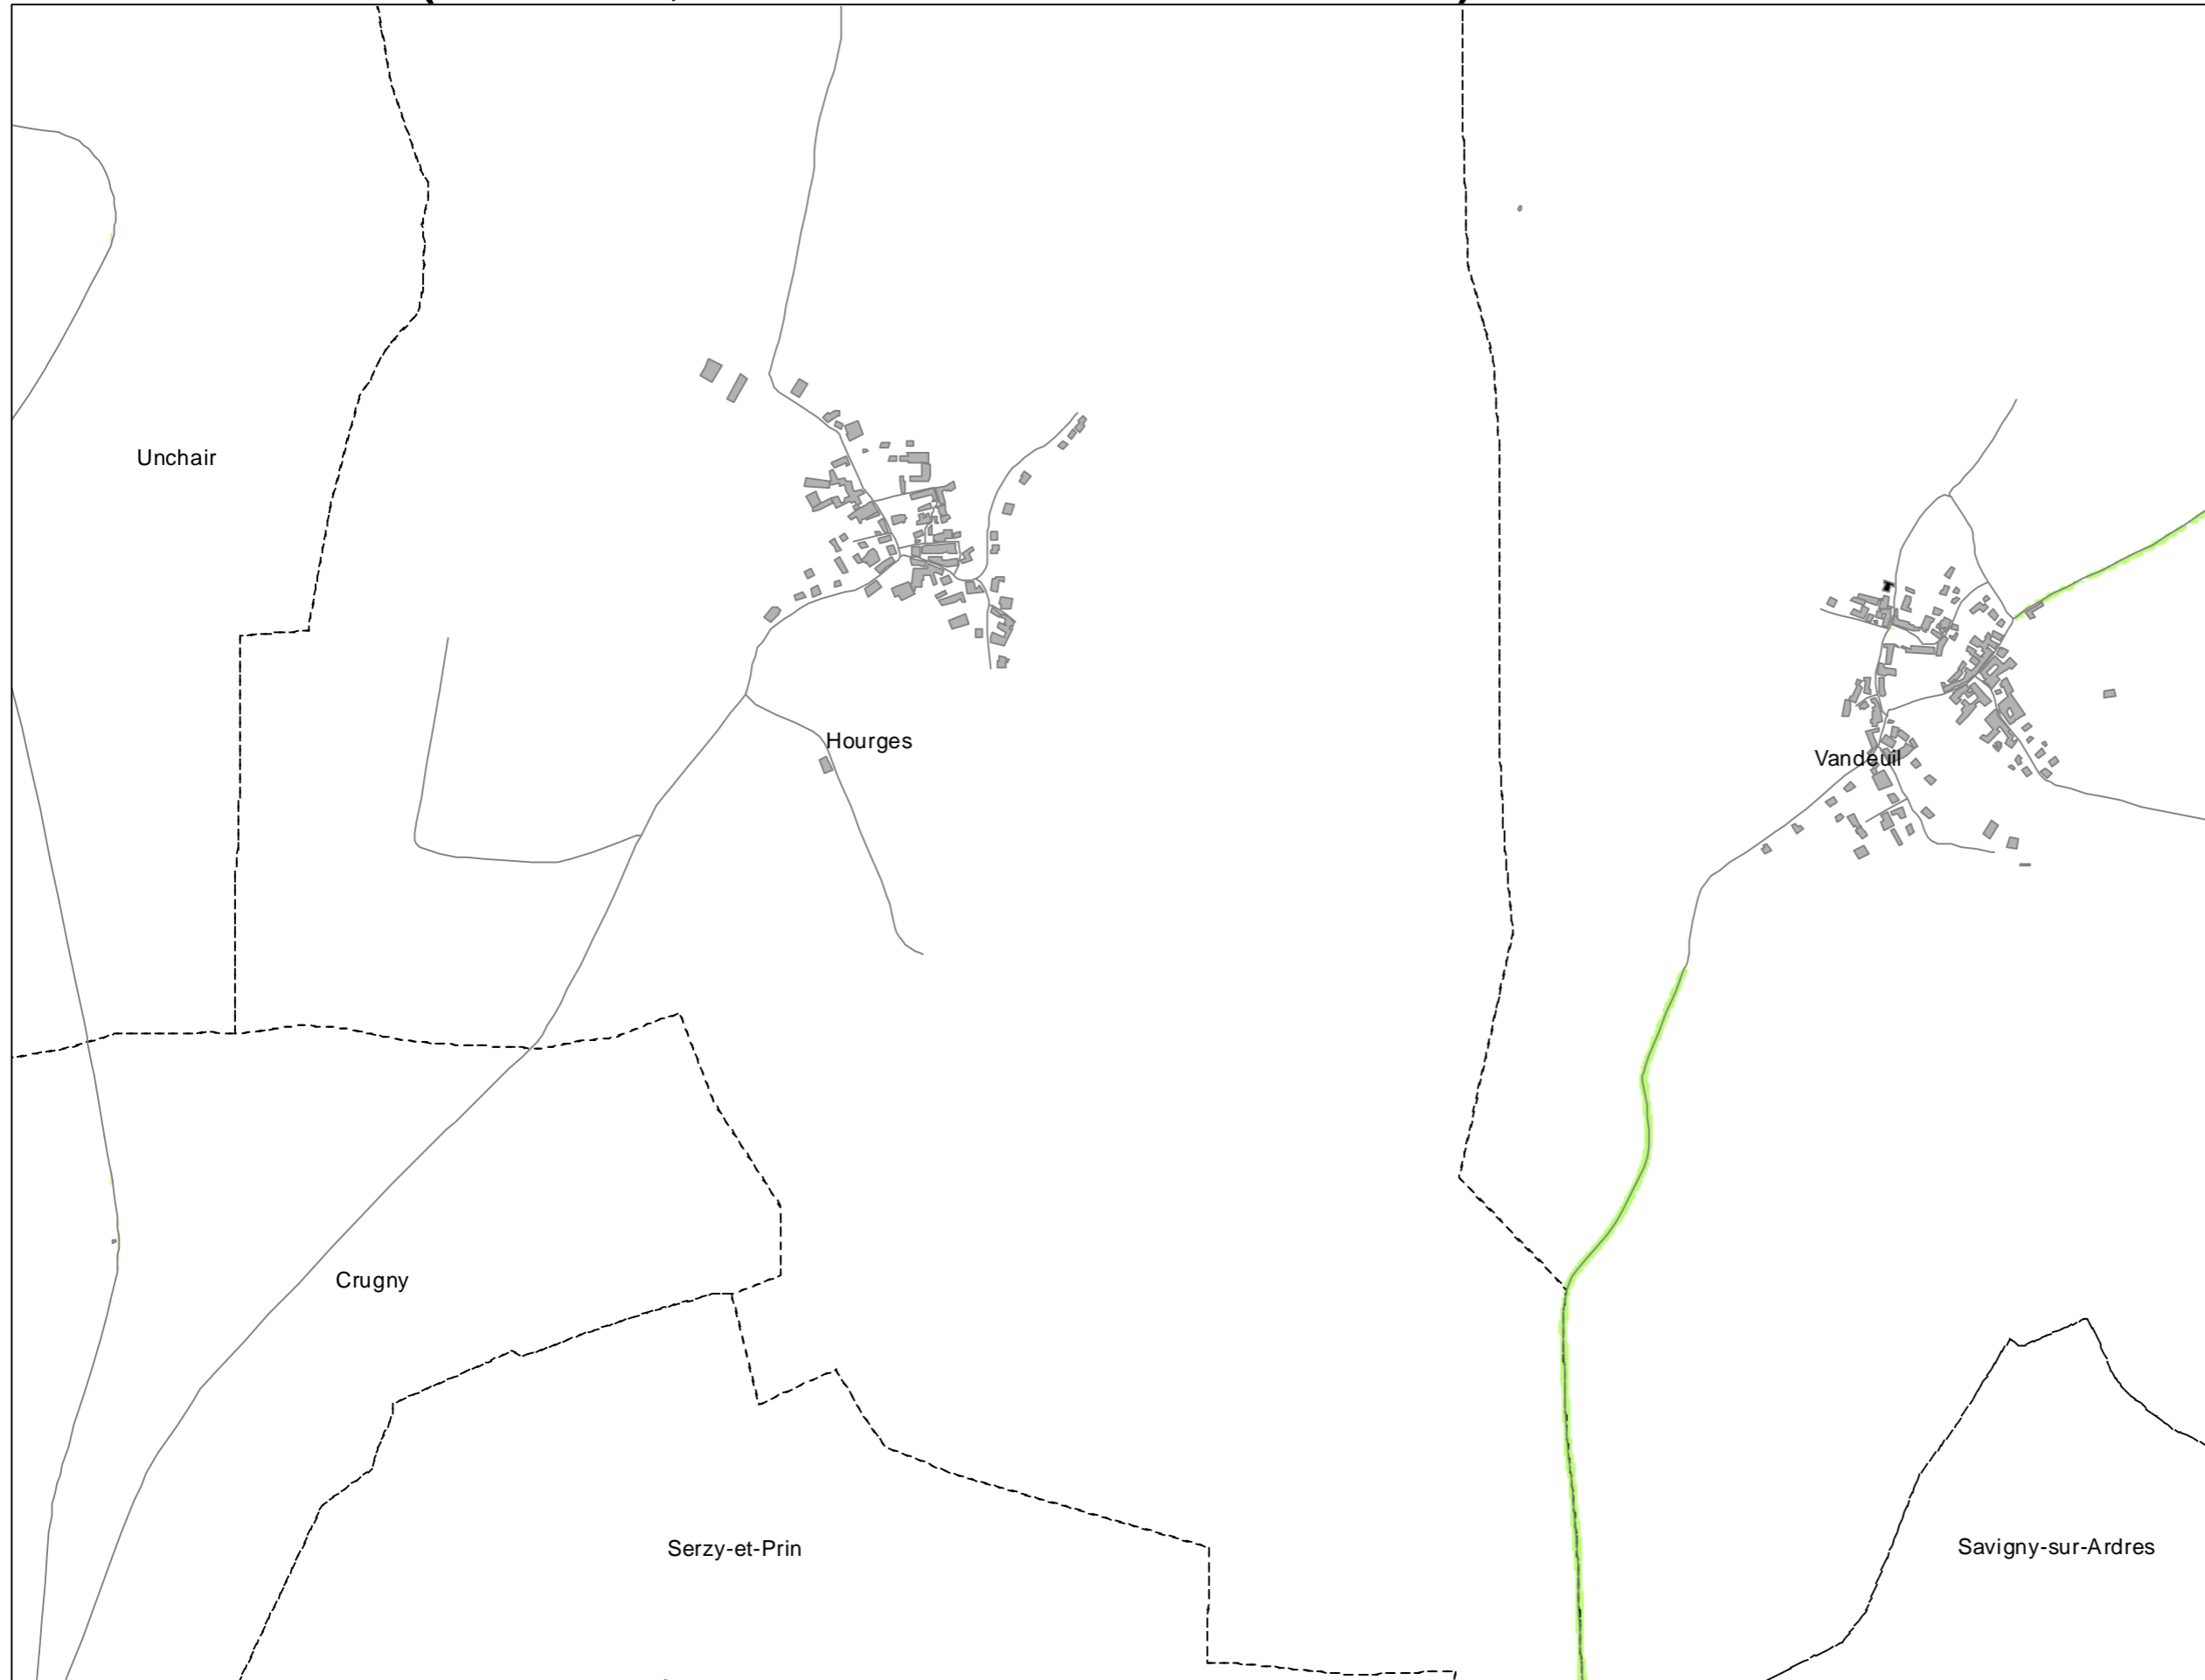 Unchair
Hourges
Vandeuil
Crugny
Serzy-et-Prin
Savigny-sur-Ardres